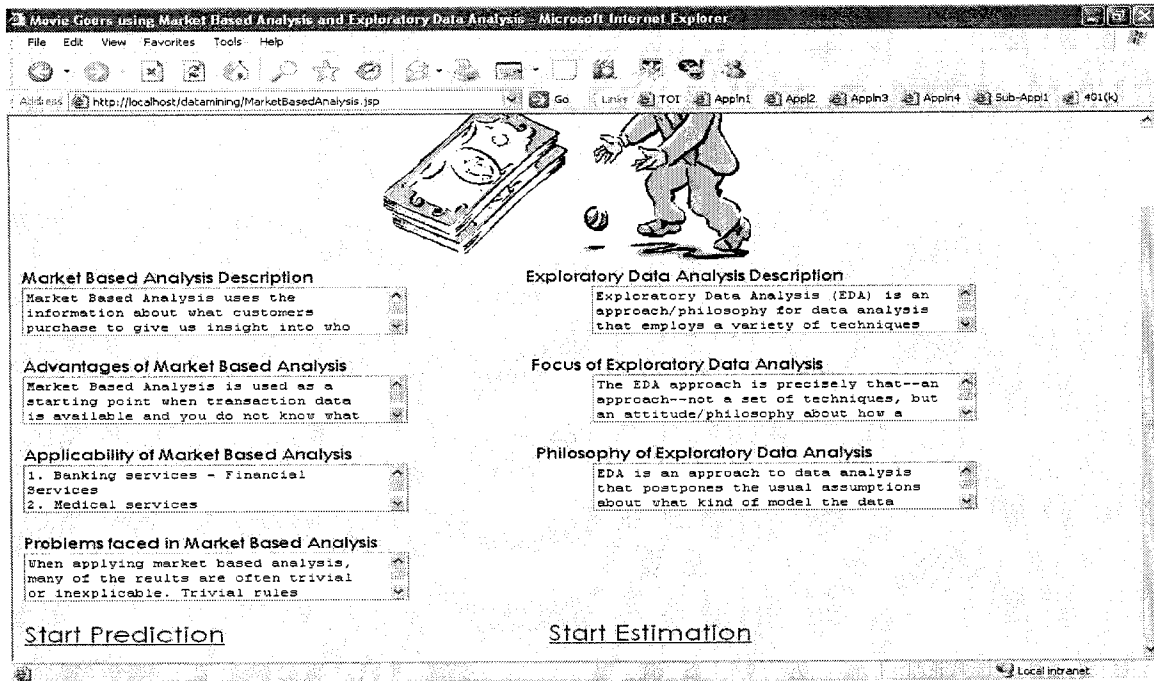 Movie Goers using Market Based Analysis and Exploratory Data Analysis - Microsoft Internet Explorer
File Edit View Favorites Tools Help
Address http://localhost/datamining/MarketBasedAnalysis.jsp Go Links TOI Appln1 Appl2 Appln3 Appln4 Sub-Appl1 401(k)
Market Based Analysis Description
Market Based Analysis uses the
information about what customers
purchase to give us insight into who
Advantages of Market Based Analysis
Market Based Analysis is used as a
starting point when transaction data
is available and you do not know what
Applicability of Market Based Analysis
1. Banking services - Financial
Services
2. Medical services
Problems faced in Market Based Analysis
When applying market based analysis,
many of the reults are often trivial
or inexplicable. Trivial rules
Start Prediction
Exploratory Data Analysis Description
Exploratory Data Analysis (EDA) is an
approach/philosophy for data analysis
that employs a variety of techniques
Focus of Exploratory Data Analysis
The EDA approach is precisely that--an
approach--not a set of techniques, but
an attitude/philosophy about how a
Philosophy of Exploratory Data Analysis
EDA is an approach to data analysis
that postpones the usual assumptions
about what kind of model the data
Start Estimation
Local intranet